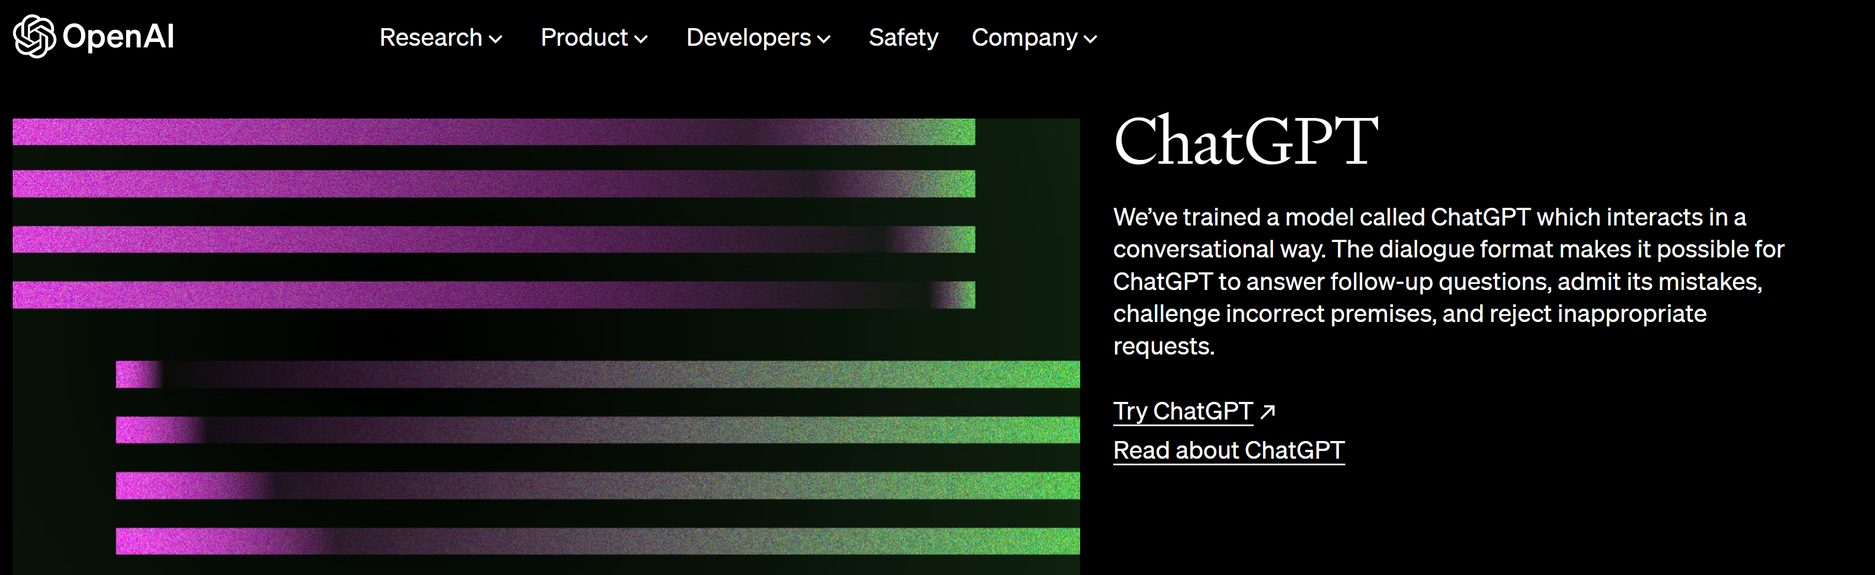 OpenAI
Research
Product
Developers
Safety
Company
ChatGPT
We’ve trained a model called ChatGPT which interacts in a
conversational way. The dialogue format makes it possible for
ChatGPT to answer follow-up questions, admit its mistakes,
challenge incorrect premises, and reject inappropriate
requests.
Try ChatGPT ↗
Read about ChatGPT